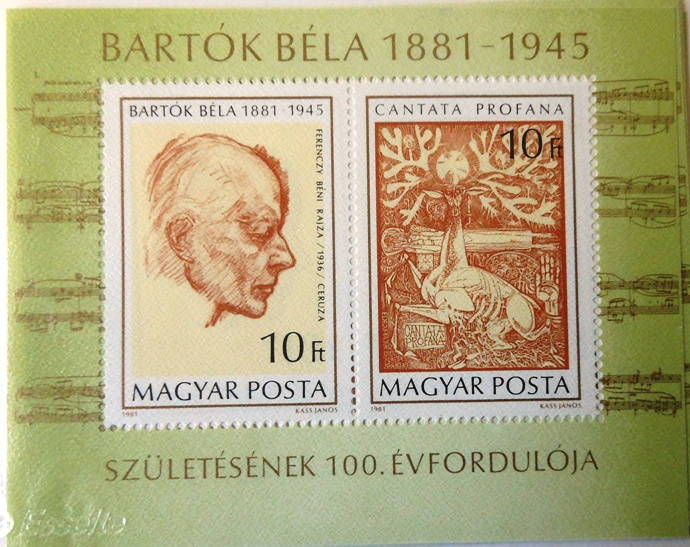 BARTÓK BÉLA 1881-1945
BARTÓK BÉLA 1881-1945
FERENCZY BÉNI RAJZA /1936/ CERUZA
10 Ft
MAGYAR POSTA
1981
KASS JÁNOS
CANTATA PROFANA
10 Ft
CANTATA
PROFANA
MAGYAR POSTA
1981
KASS JÁNOS
SZÜLETÉSÉNEK 100. ÉVFORDULÓJA
Esselte